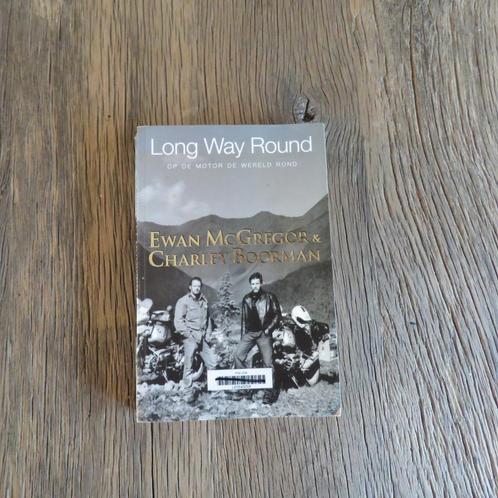 Long Way Round
OP DE MOTOR DE WERELD ROND
EWAN MCGREGOR &
CHARLEY BOORMAN